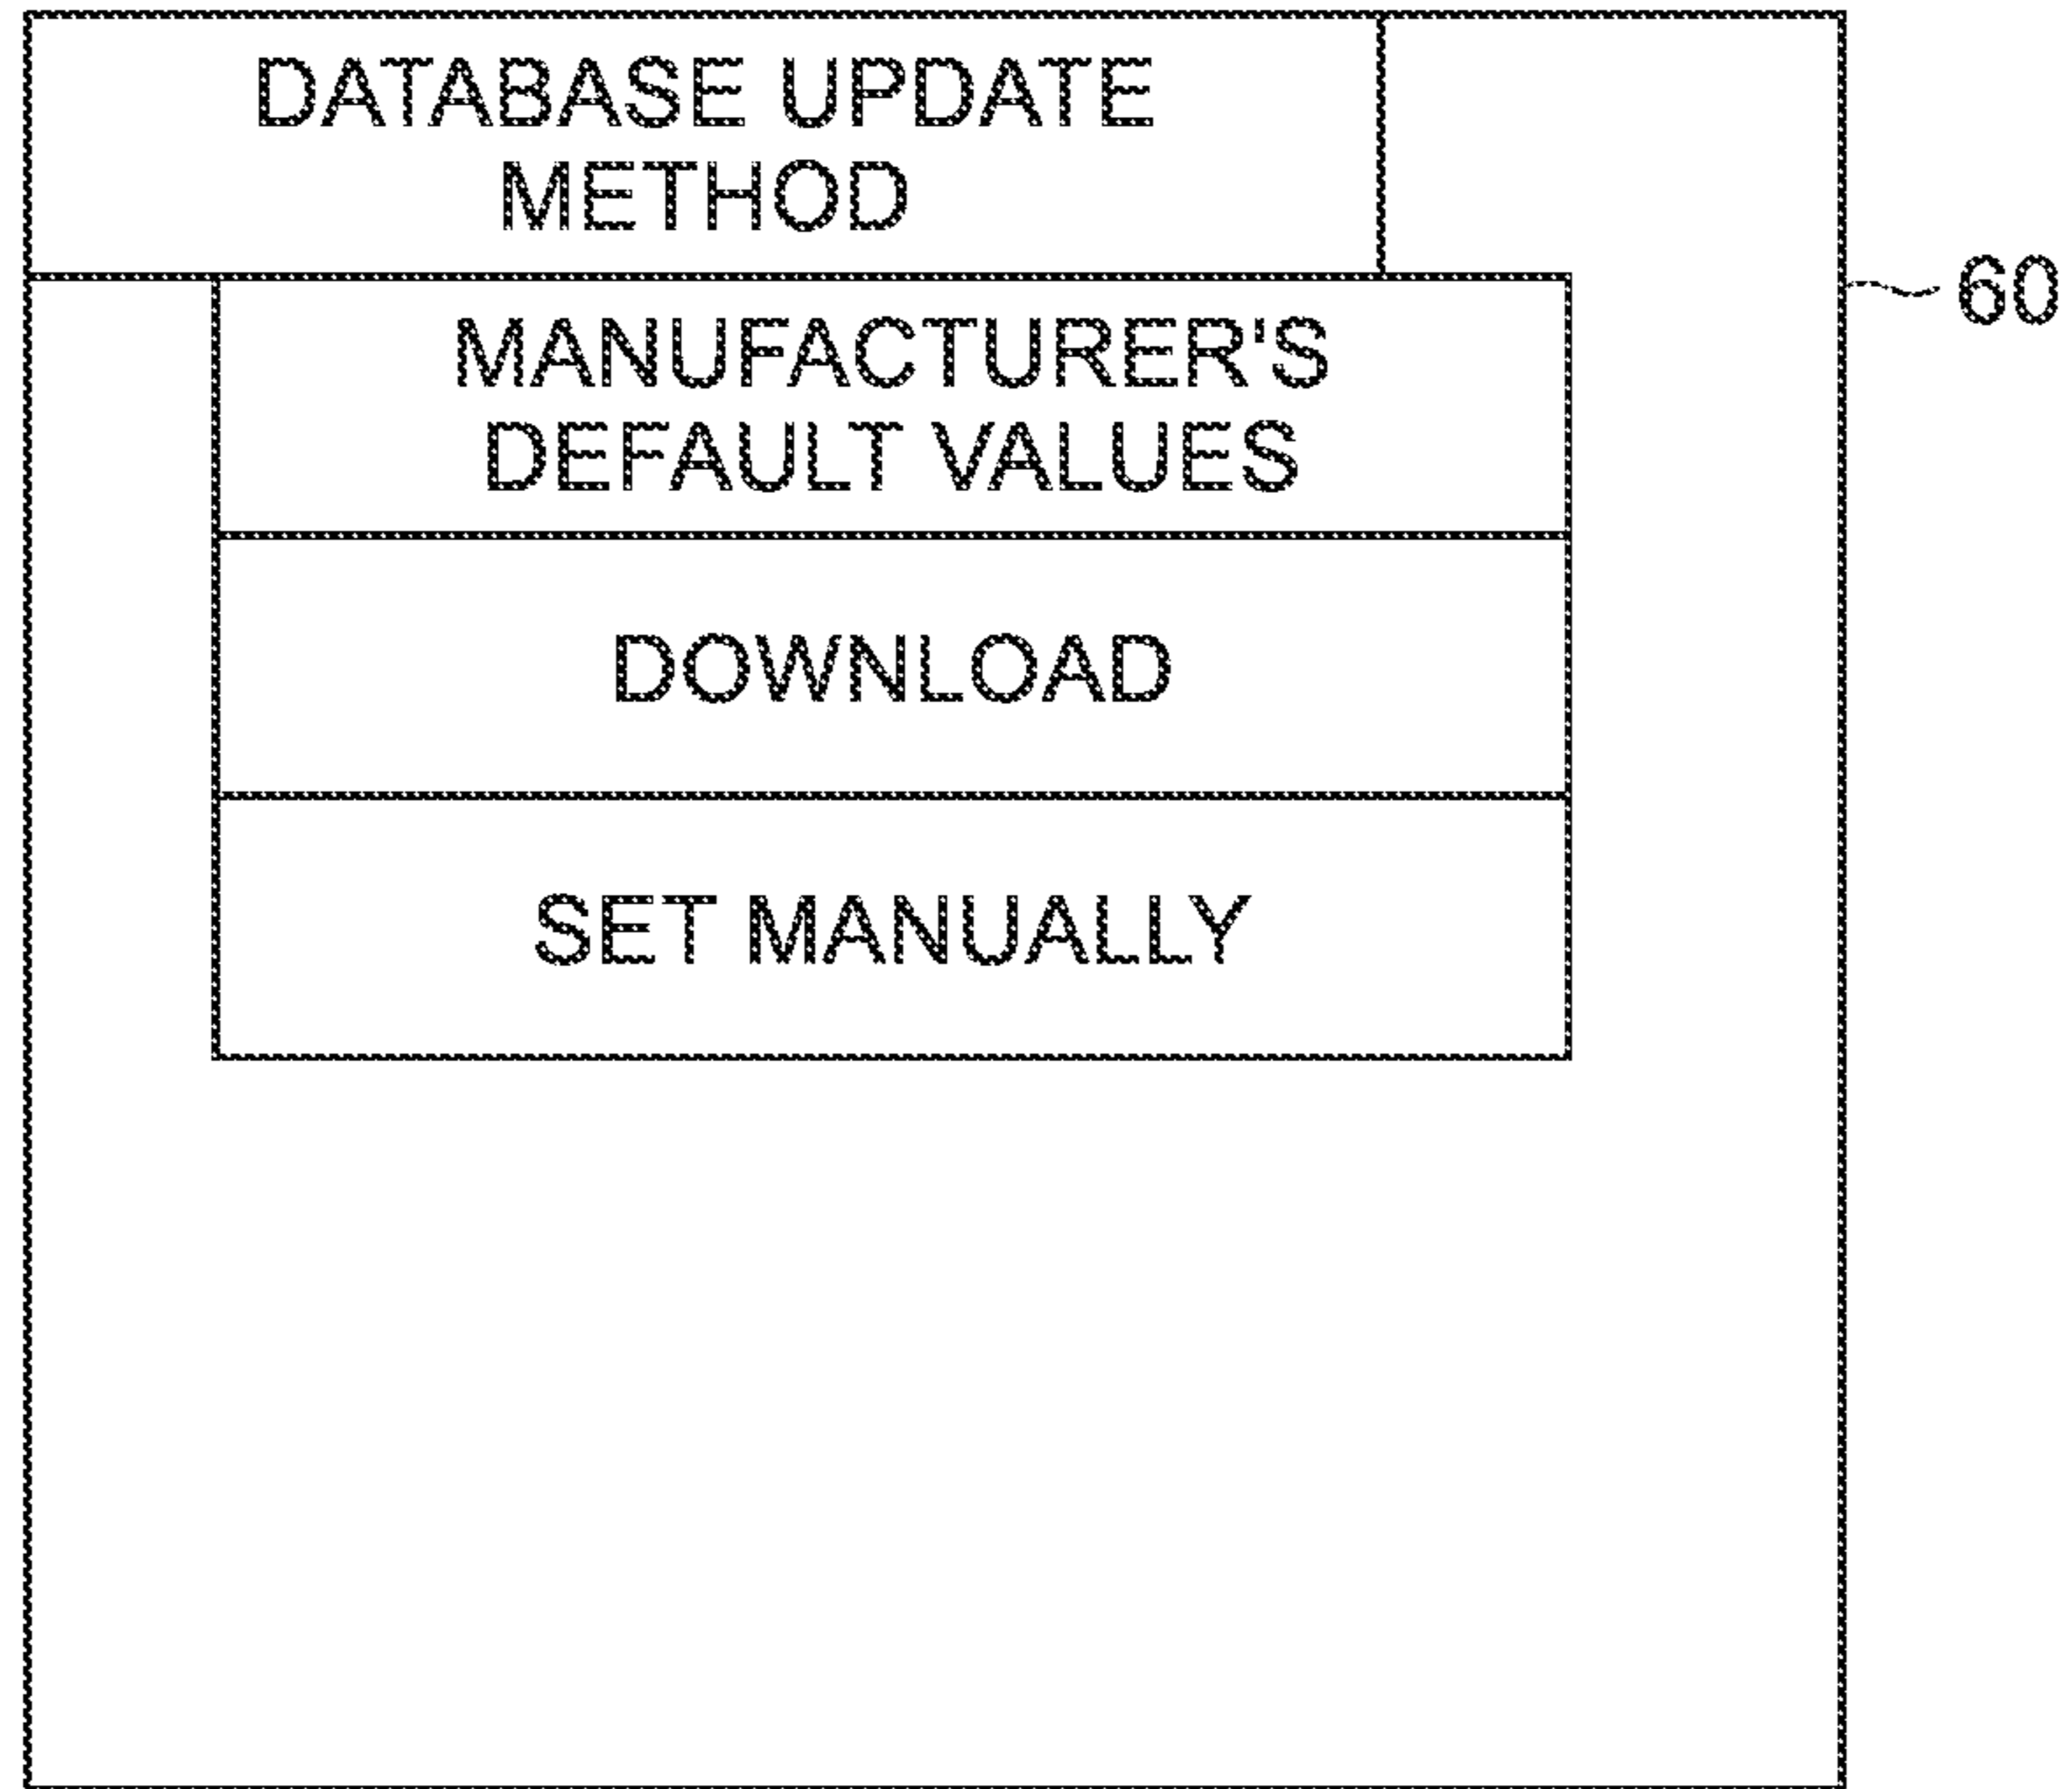 DATABASE UPDATE
METHOD
60
MANUFACTURER'S
DEFAULT VALUES
DOWNLOAD
SET MANUALLY